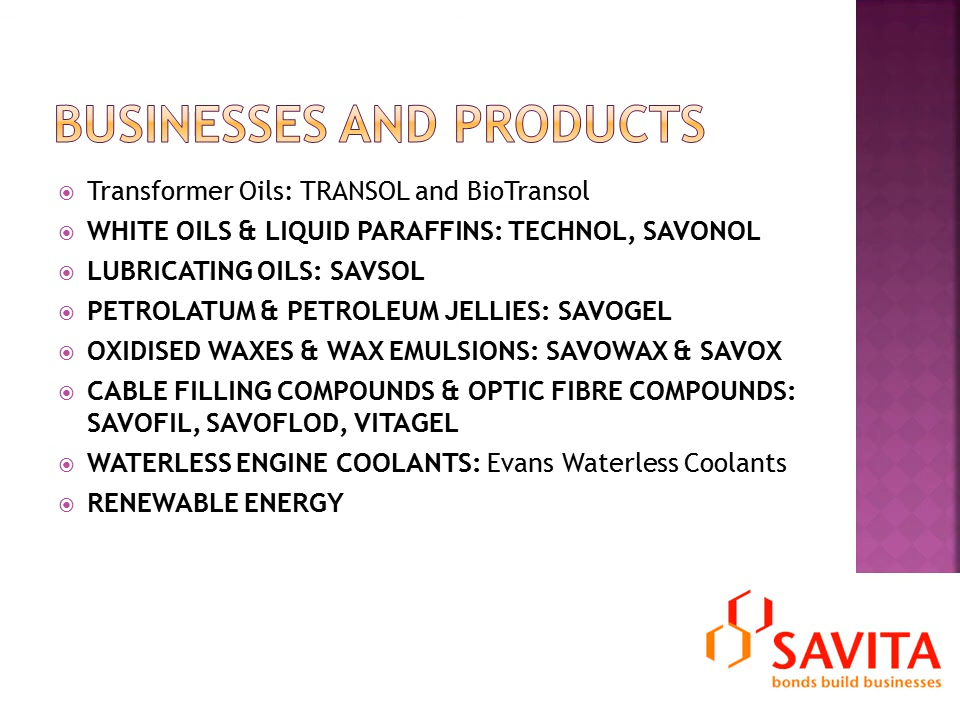 BUSINESSES AND PRODUCTS
Transformer Oils: TRANSOL and BioTransol
WHITE OILS & LIQUID PARAFFINS: TECHNOL, SAVONOL
LUBRICATING OILS: SAVSOL
PETROLATUM & PETROLEUM JELLIES: SAVOGEL
OXIDISED WAXES & WAX EMULSIONS: SAVOWAX & SAVOX
CABLE FILLING COMPOUNDS & OPTIC FIBRE COMPOUNDS:
SAVOFIL, SAVOFLOD, VITAGEL
WATERLESS ENGINE COOLANTS: Evans Waterless Coolants
RENEWABLE ENERGY
SAVITA
bonds build businesses